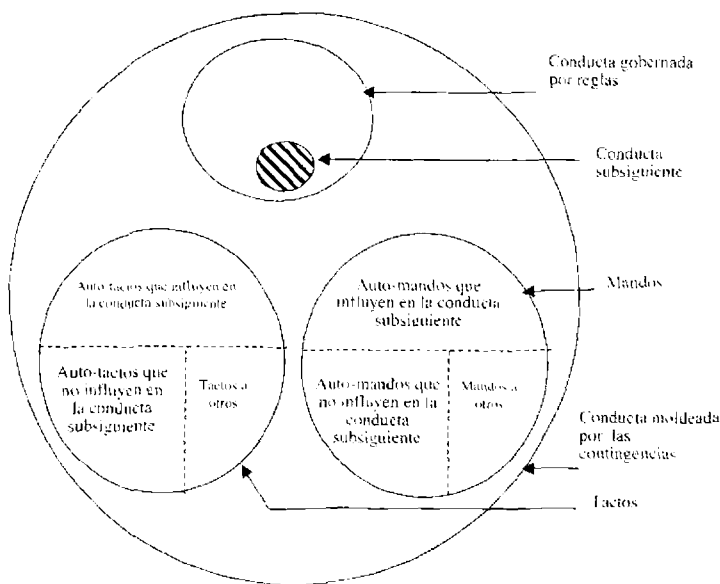 Conducta gobernada
por reglas
Conducta
subsiguiente
Auto-tactos que influyen en
la conducta subsiguiente
Auto-mandos que
influyen en la conducta
subsiguiente
Mandos
Auto-tactos que
no influyen en
la conducta
subsiguiente
Tactos a
otros
Auto-mandos que
no influyen en la
conducta
subsiguiente
Mandos a
otros
Conducta moldeada
por las
contingencias
Tactos